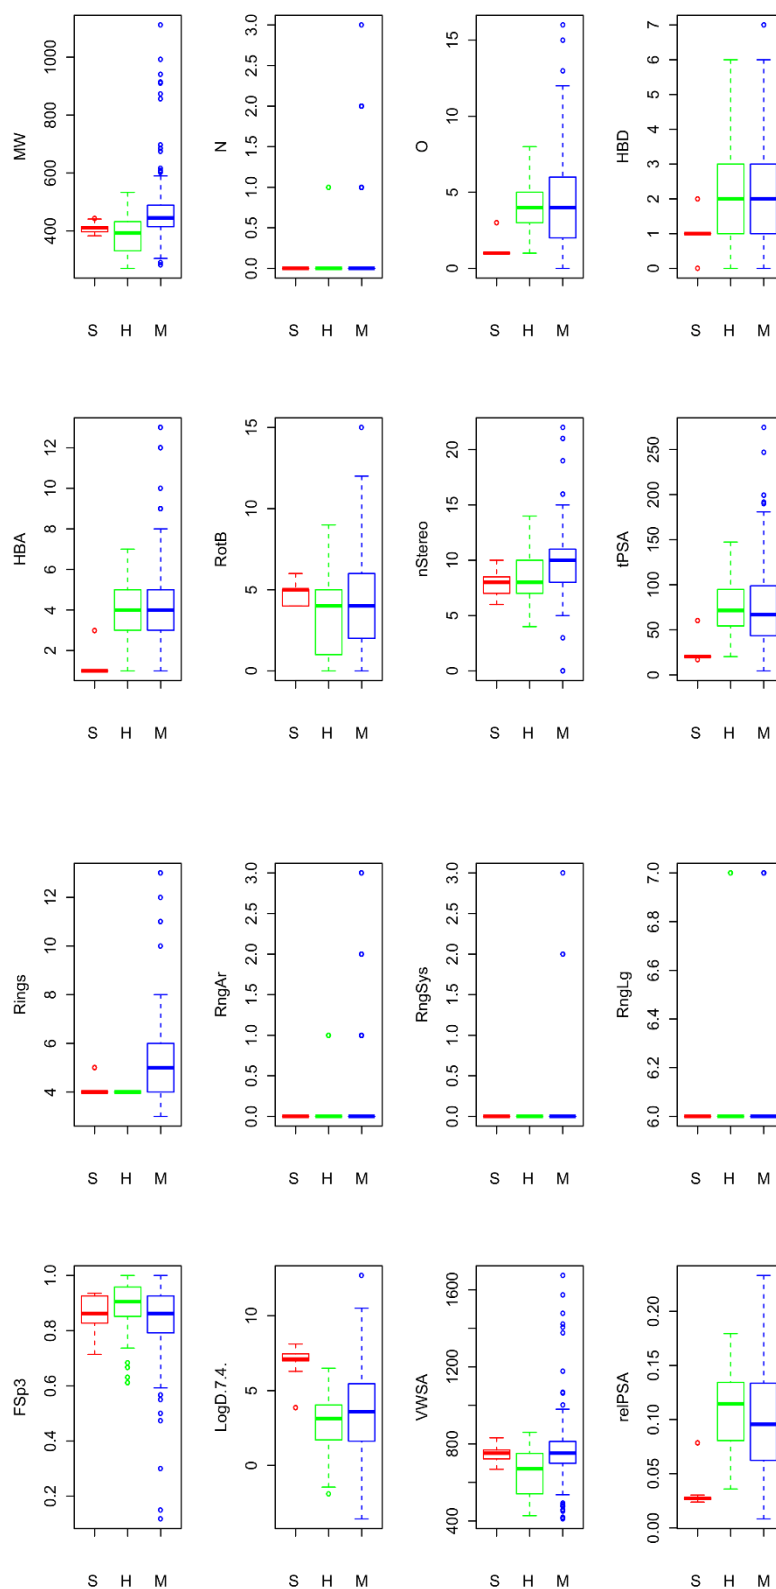 MW
400 600 800 1000
S H M
N
0.0 0.5 1.0 1.5 2.0 2.5 3.0
S H M
O
0 5 10 15
S H M
HBD
0 1 2 3 4 5 6 7
S H M
HBA
2 4 6 8 10 12
S H M
RotB
0 5 10 15
S H M
nStereo
0 5 10 15 20
S H M
tPSA
0 50 100 150 200 250
S H M
Rings
4 6 8 10 12
S H M
RngAr
0.0 0.5 1.0 1.5 2.0 2.5 3.0
S H M
RngSys
0.0 0.5 1.0 1.5 2.0 2.5 3.0
S H M
RngLg
6.0 6.2 6.4 6.6 6.8 7.0
S H M
FSp3
0.2 0.4 0.6 0.8 1.0
S H M
LogD.7.4.
0 5 10
S H M
VWSA
400 800 1200 1600
S H M
relPSA
0.00 0.05 0.10 0.15 0.20
S H M